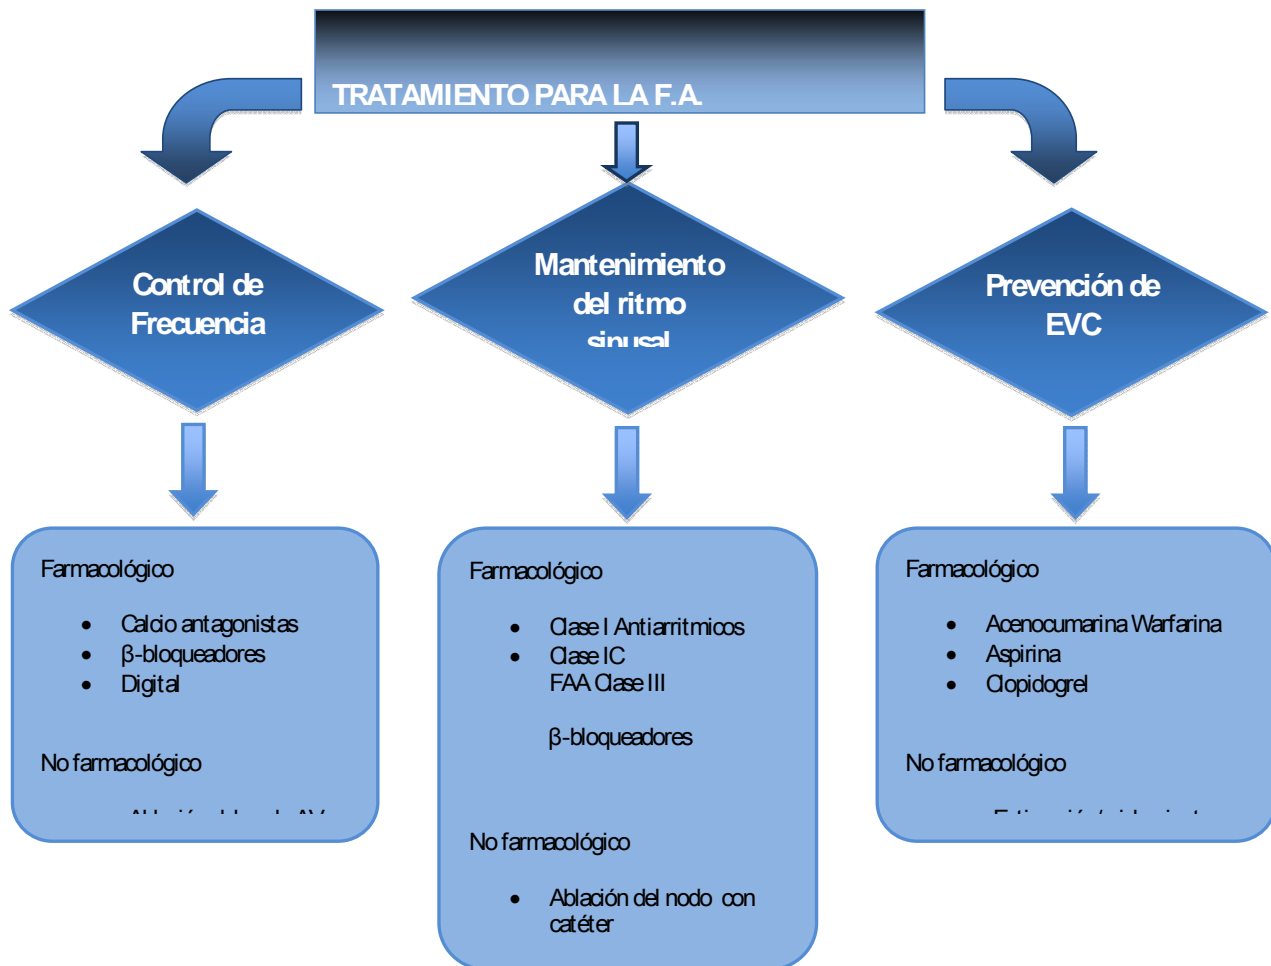 TRATAMIENTO PARA LA F.A.
Control de
Frecuencia
Mantenimiento
del ritmo
sinusal
Prevención de
EVC
Farmacológico
• Calcio antagonistas
• β-bloqueadores
• Digital
No farmacológico
Farmacológico
• Clase I Antiarritmicos
• Clase IC
FAA Clase III
β-bloqueadores
No farmacológico
• Ablación del nodo con
catéter
Farmacológico
• Acenocumarina Warfarina
• Aspirina
• Clopidogrel
No farmacológico